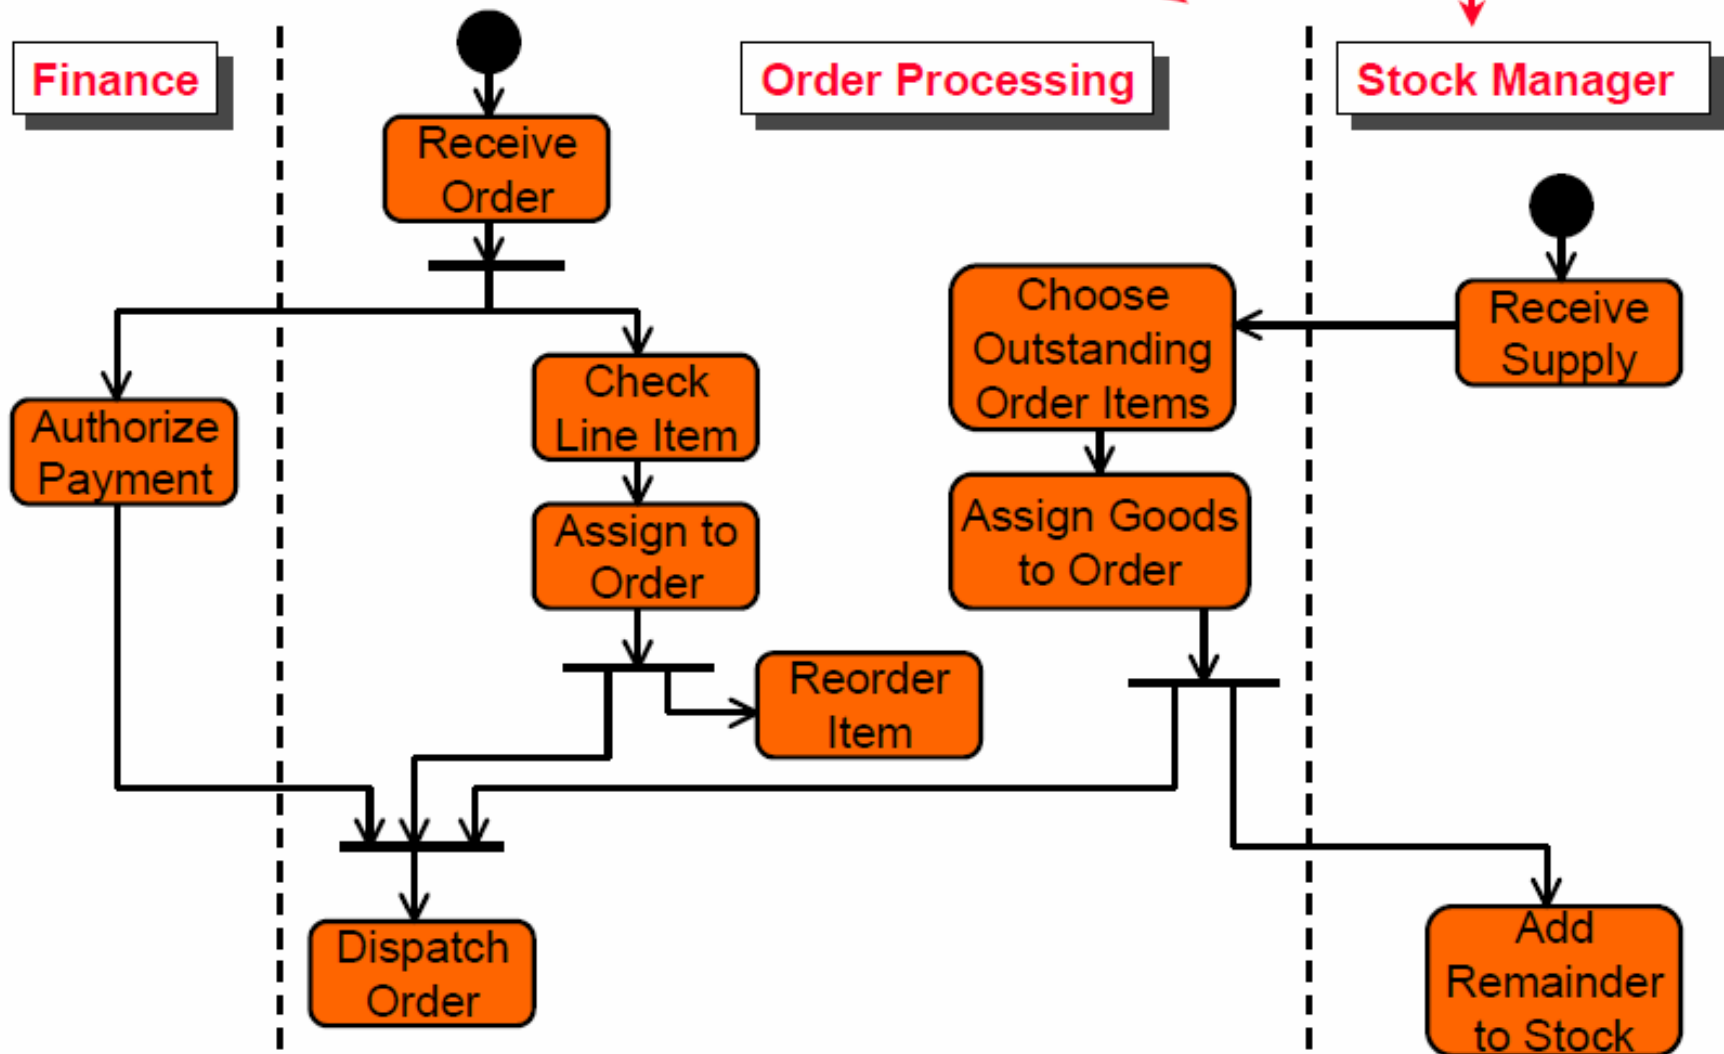 Finance
Order Processing
Stock Manager
Receive
Order
Choose
Outstanding
Order Items
Receive
Supply
Check
Line Item
Authorize
Payment
Assign to
Order
Assign Goods
to Order
Reorder
Item
Dispatch
Order
Add
Remainder
to Stock